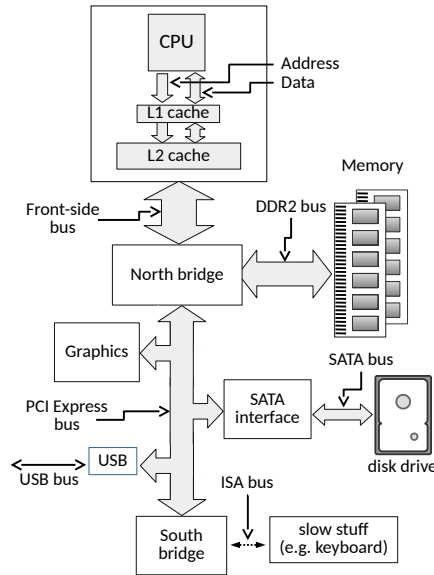 CPU
Address
Data
L1 cache
L2 cache
Memory
Front-side
bus
DDR2 bus
North bridge
Graphics
SATA bus
PCI Express
bus
SATA
interface
USB
disk drive
USB bus
ISA bus
South
bridge
slow stuff
(e.g. keyboard)